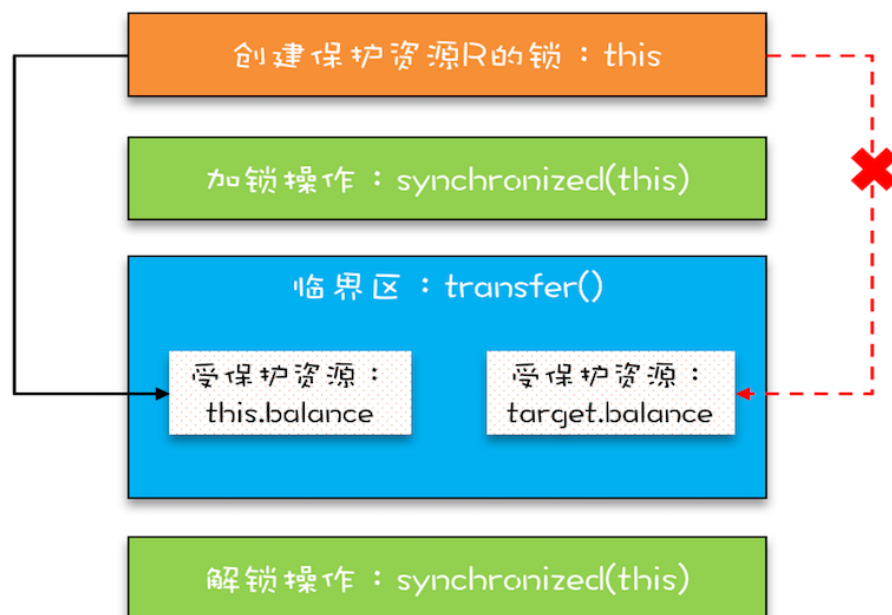 创建保护资源R的锁：this
加锁操作：synchronized(this)
临界区：transfer()
受保护资源：
this.balance
受保护资源：
target.balance
解锁操作：synchronized(this)